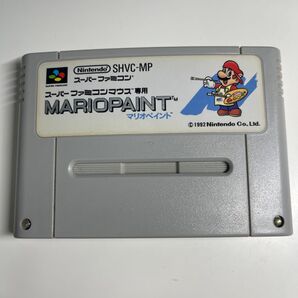 Nintendo SHVC-MP
スーパーファミコン
スーパーファミコンマウス専用
MARIOPAINT
マリオペイント
©1992 Nintendo Co., Ltd.